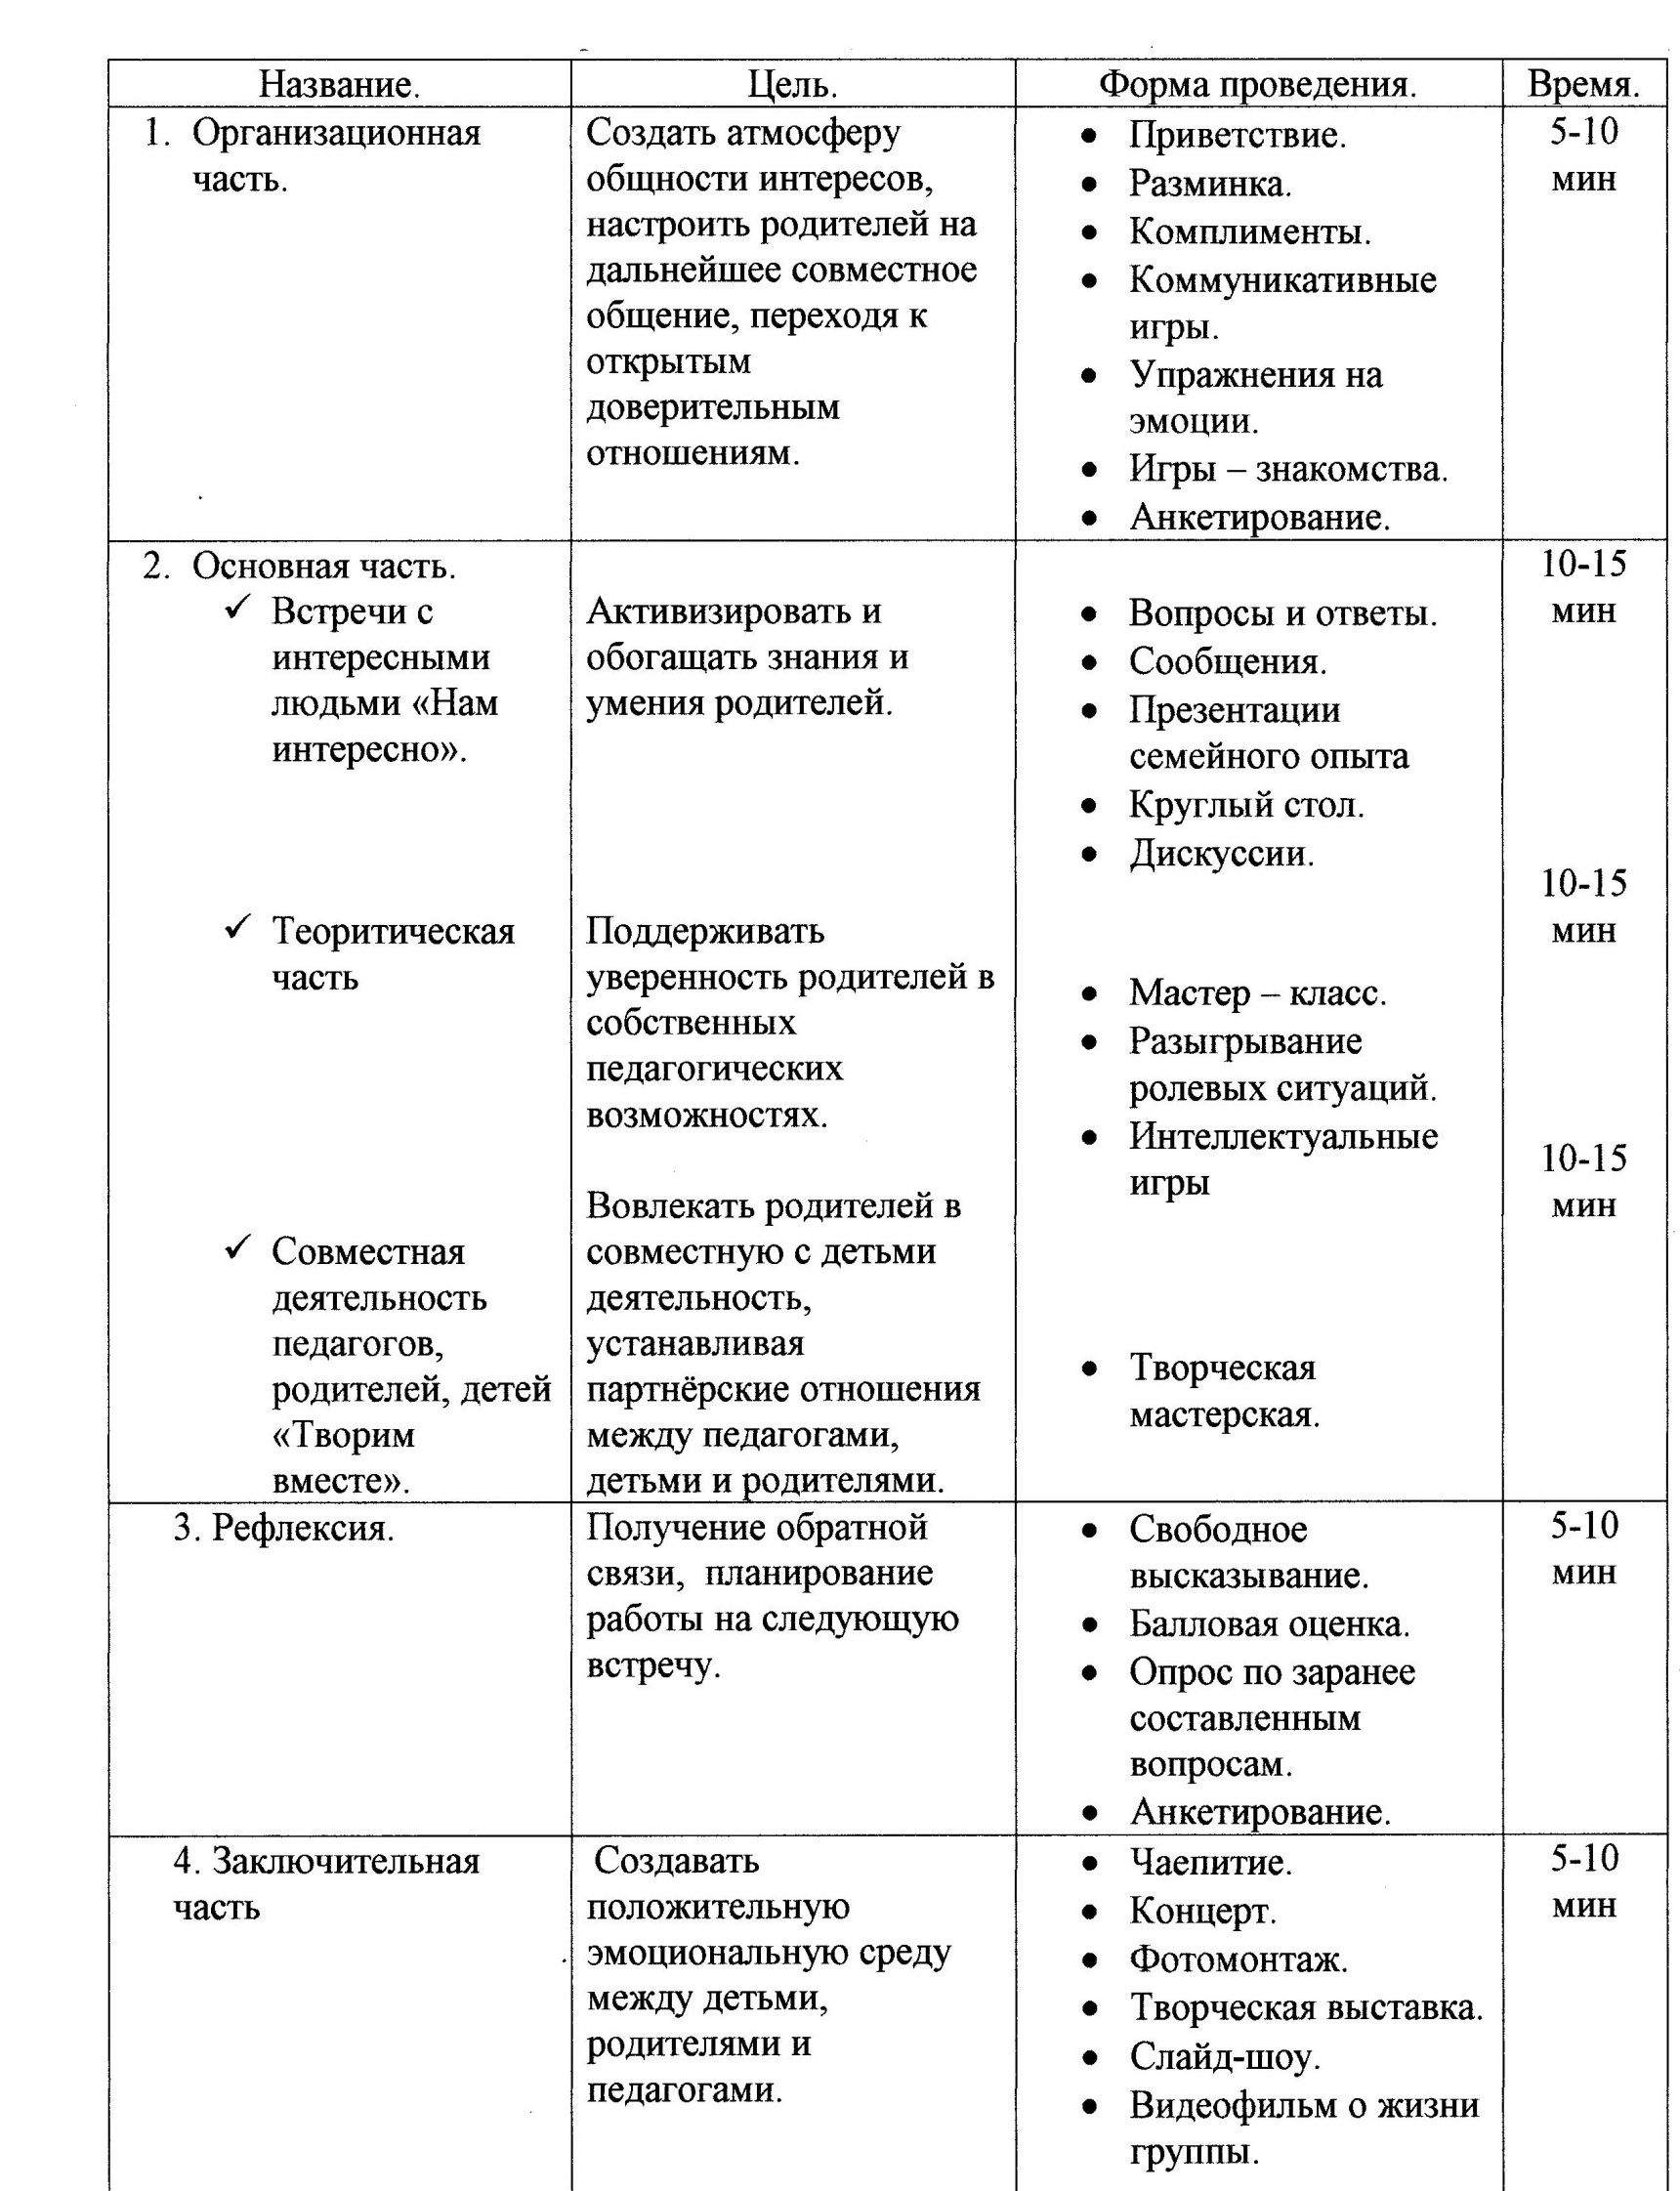 Название.
Цель.
Форма проведения.
Время.
1. Организационная
часть.
Создать атмосферу
общности интересов,
настроить родителей на
дальнейшее совместное
общение, переходя к
открытым
доверительным
отношениям.
• Приветствие.
• Разминка.
• Комплименты.
• Коммуникативные
игры.
• Упражнения на
эмоции.
• Игры – знакомства.
• Анкетирование.
5-10
мин
2. Основная часть.
✓ Встречи с
интересными
людьми «Нам
интересно».
Активизировать и
обогащать знания и
умения родителей.
• Вопросы и ответы.
• Сообщения.
• Презентации
семейного опыта
• Круглый стол.
• Дискуссии.
10-15
мин
✓ Теоритическая
часть
Поддерживать
уверенность родителей в
собственных
педагогических
возможностях.
• Мастер – класс.
• Разыгрывание
ролевых ситуаций.
• Интеллектуальные
игры
10-15
мин
✓ Совместная
деятельность
педагогов,
родителей, детей
«Творим
вместе».
Вовлекать родителей в
совместную с детьми
деятельность,
устанавливая
партнёрские отношения
между педагогами,
детьми и родителями.
• Творческая
мастерская.
10-15
мин
3. Рефлексия.
Получение обратной
связи, планирование
работы на следующую
встречу.
• Свободное
высказывание.
• Балловая оценка.
• Опрос по заранее
составленным
вопросам.
• Анкетирование.
5-10
мин
4. Заключительная
часть
Создавать
положительную
эмоциональную среду
между детьми,
родителями и
педагогами.
• Чаепитие.
• Концерт.
• Фотомонтаж.
• Творческая выставка.
• Слайд-шоу.
• Видеофильм о жизни
группы.
5-10
мин